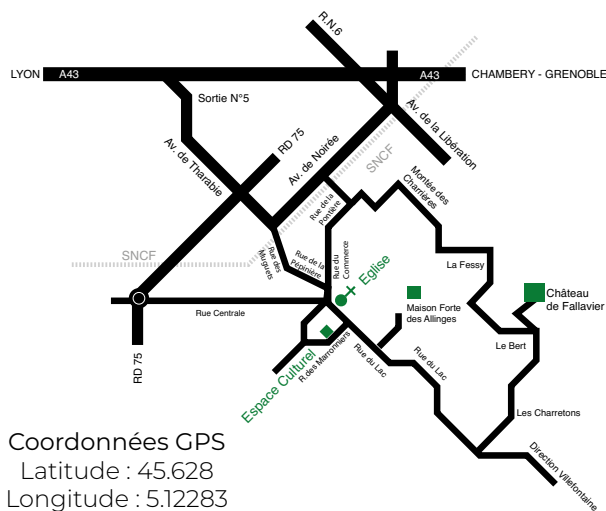 R.N.6
LYON
A43
A43
CHAMBERY - GRENOBLE
Sortie N°5
Av. de la Libération
RD 75
Av. de Noirée
SNCF
Av. de Tharabie
Montée des
Charrières
Rue de la
Pontière
SNCF
Rue des
Muguets
Rue de la
Pépinière
Rue du
Commerce
La Fessy
Eglise
Château
de Fallavier
Rue Centrale
Maison Forte
des Allinges
Le Bert
RD 75
Espace Culturel
R.des Marronniers
Rue du Lac
Rue du Lac
Les Charretons
Direction Villefontaine
Coordonnées GPS
Latitude : 45.628
Longitude : 5.12283